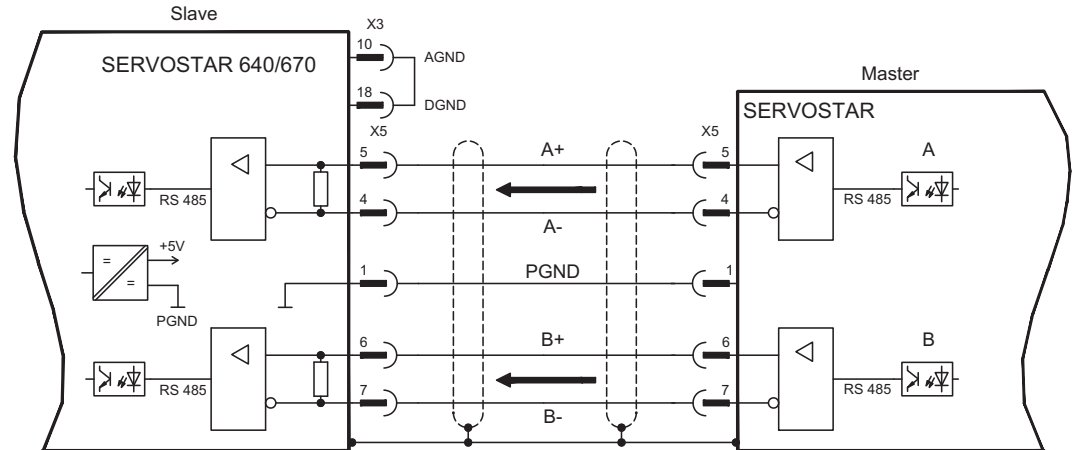 Slave
X3
10
AGND
SERVOSTAR 640/670
Master
18
DGND
SERVOSTAR
X5
X5
5
A+
5
A
RS 485
4
4
RS 485
A-
+5V
=
=
1
PGND
1
PGND
6
B+
6
B
RS 485
7
7
RS 485
B-